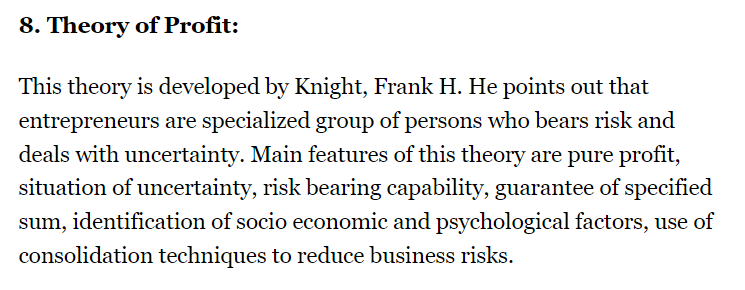 8. Theory of Profit:
This theory is developed by Knight, Frank H. He points out that
entrepreneurs are specialized group of persons who bears risk and
deals with uncertainty. Main features of this theory are pure profit,
situation of uncertainty, risk bearing capability, guarantee of specified
sum, identification of socio economic and psychological factors, use of
consolidation techniques to reduce business risks.